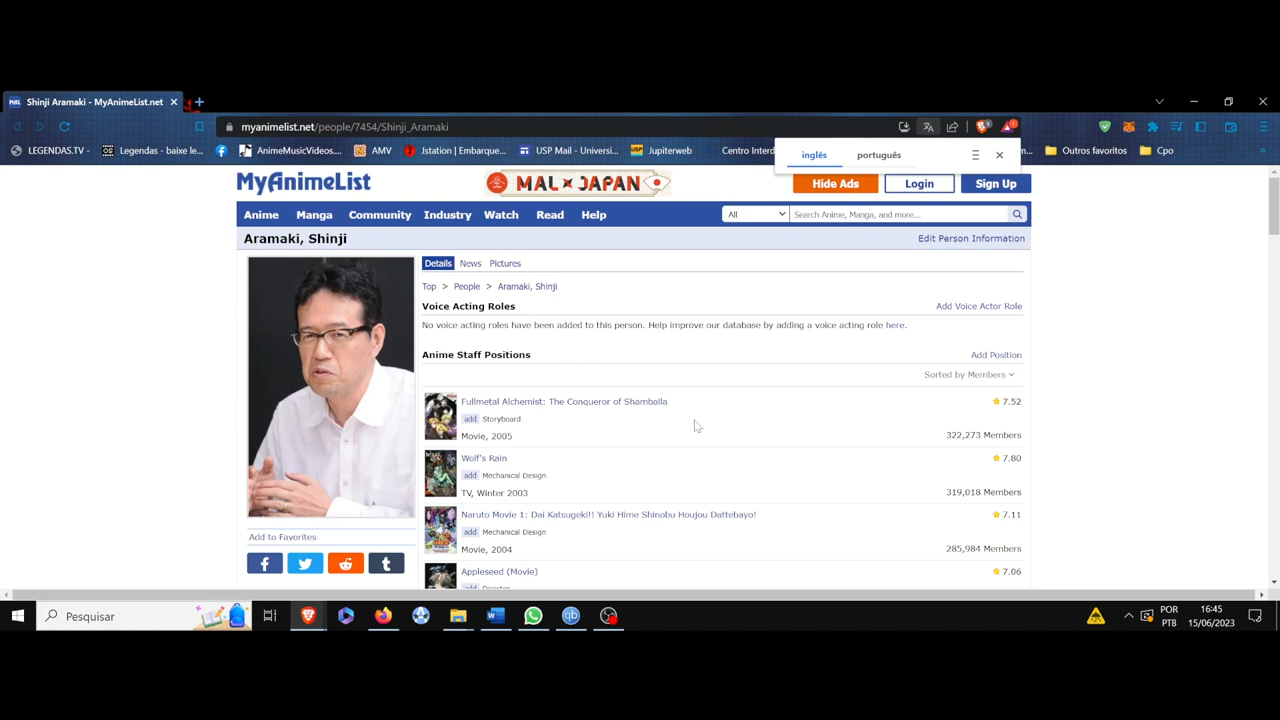 Shinji Aramaki - MyAnimeList.net
myanimelist.net/people/7454/Shinji_Aramaki
LEGENDAS.TV - Legendas - baixe le... AnimeMusicVideos.... AMV Jstation | Embarque... USP Mail - Universi... Jupiterweb Centro Interd m... Outros favoritos Cpo
inglês português
MyAnimeList MAL JAPAN Hide Ads Login Sign Up
Anime Manga Community Industry Watch Read Help All Search Anime, Manga, and more...
Aramaki, Shinji Edit Person Information
Details News Pictures
Top > People > Aramaki, Shinji
Voice Acting Roles Add Voice Actor Role
No voice acting roles have been added to this person. Help improve our database by adding a voice acting role here.
Anime Staff Positions Add Position
Sorted by Members
Fullmetal Alchemist: The Conqueror of Shamballa 7.52
add Storyboard
Movie, 2005 322,273 Members
Wolf's Rain 7.80
add Mechanical Design
TV, Winter 2003 319,018 Members
Naruto Movie 1: Dai Katsugeki!! Yuki Hime Shinobu Houjou Dattebayo! 7.11
add Mechanical Design
Movie, 2004 285,984 Members
Appleseed (Movie) 7.06
add Director
Add to Favorites
Pesquisar
POR 16:45
PTB 15/06/2023